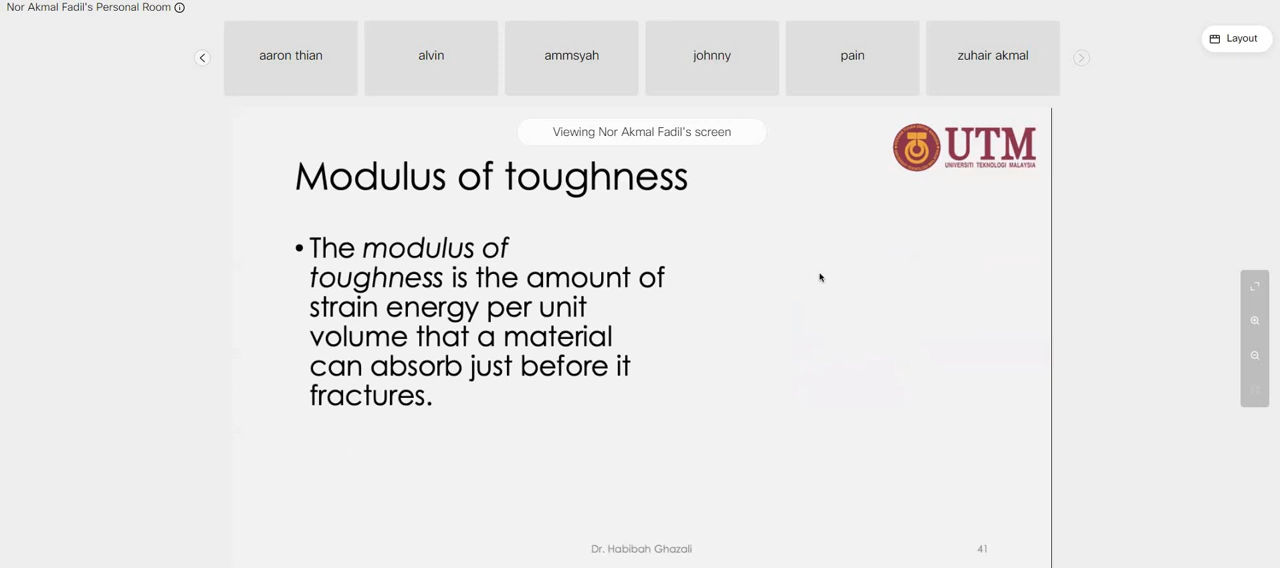 Nor Akmal Fadil's Personal Room
Layout
aaron thian
alvin
ammsyah
johnny
pain
zuhair akmal
Viewing Nor Akmal Fadil's screen
UTM
UNIVERSITI TEKNOLOGI MALAYSIA
Modulus of toughness
• The modulus of
toughness is the amount of
strain energy per unit
volume that a material
can absorb just before it
fractures.
Dr. Habibah Ghazali
41